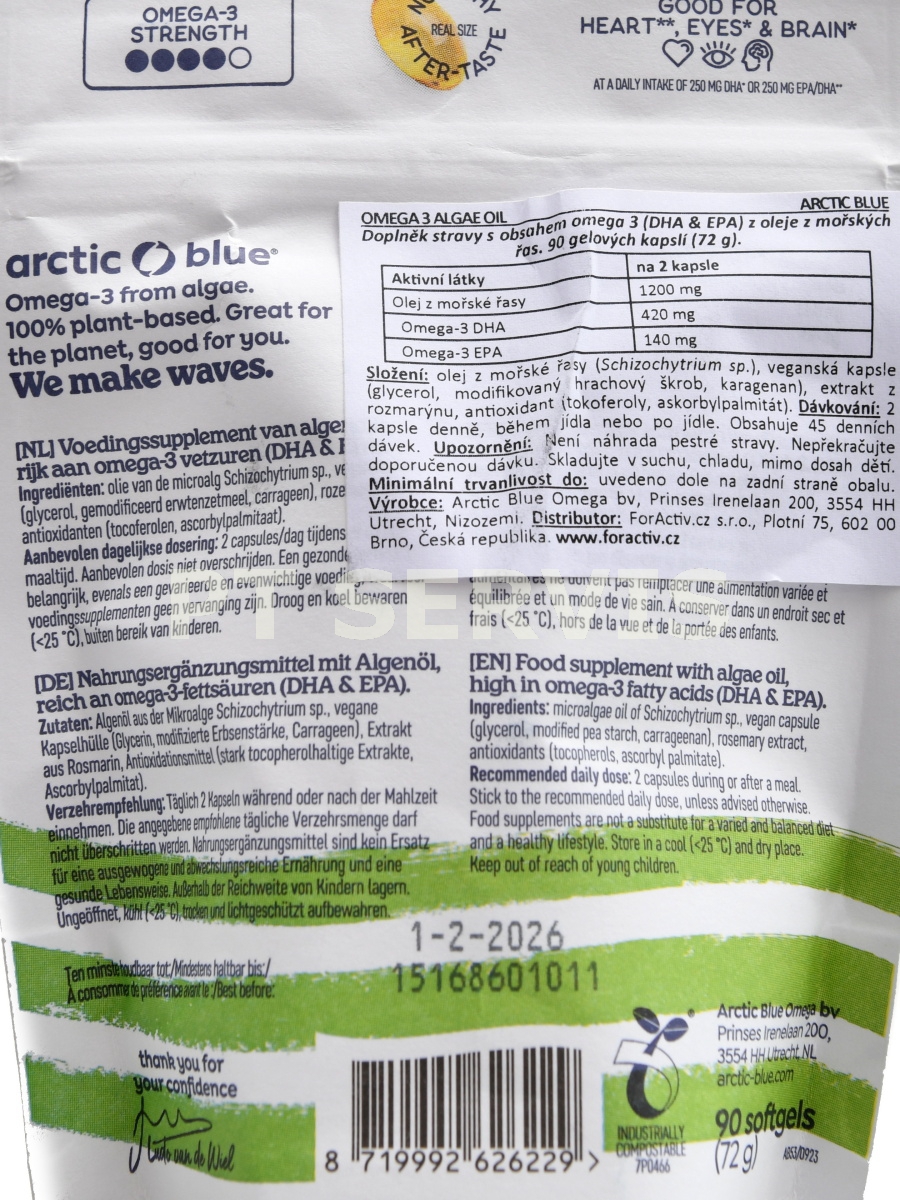 OMEGA-3
STRENGTH
REAL SIZE
AFTER-TASTE
GOOD FOR
HEART**, EYES* & BRAIN*
AT A DAILY INTAKE OF 250 MG DHA* OR 250 MG EPA/DHA**
arctic blue®
Omega-3 from algae.
100% plant-based. Great for
the planet, good for you.
We make waves.
ARCTIC BLUE
OMEGA 3 ALGAE OIL
Doplněk stravy s obsahem omega 3 (DHA & EPA) z oleje z mořských
řas. 90 gelových kapslí (72 g).
Aktivní látky na 2 kapsle
Olej z mořské řasy 1200 mg
Omega-3 DHA 420 mg
Omega-3 EPA 140 mg
Složení: olej z mořské řasy (Schizochytrium sp.), veganská kapsle
(glycerol, modifikovaný hrachový škrob, karagenan), extrakt z
rozmarýnu, antioxidant (tokoferoly, askorbylpalmitát). Dávkování: 2
kapsle denně, během jídla nebo po jídle. Obsahuje 45 denních
dávek. Upozornění: Není náhrada pestré stravy. Nepřekračujte
doporučenou dávku. Skladujte v suchu, chladu, mimo dosah dětí.
Minimální trvanlivost do: uvedeno dole na zadní straně obalu.
Výrobce: Arctic Blue Omega bv, Prinses Irenelaan 200, 3554 HH
Utrecht, Nizozemi. Distributor: ForActiv.cz s.r.o., Plotní 75, 602 00
Brno, Česká republika. www.foractiv.cz
[NL] Voedingssupplement van
rijk aan omega-3 vetzuren (DHA &
Ingrediënten: olie van de microalg Schizochytrium sp.,
(glycerol, gemodificeerd erwtenzetmeel, carrageen),
antioxidanten (tocoferolen, ascorbylpalmitaat).
Aanbevolen dagelijkse dosering: 2 capsules/dag tijdens
maaltijd. Aanbevolen dosis niet overschrijden. Een
belangrijk, evenals een gevarieerde en evenwichtige
voedingssupplementen geen vervanging zijn. Droog en koel bewaren
(<25 °C), buiten bereik van kinderen.
alimentaires ne doivent pas remplacer une alimentation variée et
équilibrée et un mode de vie sain. À conserver dans un endroit sec et
frais (<25 °C), hors de la vue et de la portée des enfants.
SERVIS
[DE] Nahrungsergänzungsmittel mit Algenöl,
reich an omega-3-fettsäuren (DHA & EPA).
Zutaten: Algenöl aus der Mikroalge Schizochytrium sp., vegane
Kapselhülle (Glycerin, modifizierte Erbsenstärke, Carrageen), Extrakt
aus Rosmarin, Antioxidationsmittel (stark tocopherolhaltige Extrakte,
Ascorbylpalmitat).
Verzehrempfehlung: Täglich 2 Kapseln während oder nach der Mahlzeit
einnehmen. Die angegebene empfohlene tägliche Verzehrsmenge darf
nicht überschritten werden. Nahrungsergänzungsmittel sind kein Ersatz
für eine ausgewogene und abwechslungsreiche Ernährung und eine
gesunde Lebensweise. Außerhalb der Reichweite von Kindern lagern.
Ungeöffnet, kühl (<25 °C), trocken und lichtgeschützt aufbewahren.
[EN] Food supplement with algae oil,
high in omega-3 fatty acids (DHA & EPA).
Ingredients: microalgae oil of Schizochytrium sp., vegan capsule
(glycerol, modified pea starch, carrageenan), rosemary extract,
antioxidants (tocopherols, ascorbyl palmitate).
Recommended daily dose: 2 capsules during or after a meal.
Stick to the recommended daily dose, unless advised otherwise.
Food supplements are not a substitute for a varied and balanced diet
and a healthy lifestyle. Store in a cool (<25 °C) and dry place.
Keep out of reach of young children.
1-2-2026
15168601011
Ten minste houdbaar tot:/Mindestens haltbar bis:/
À consommer de préférence avant le:/Best before:
thank you for
your confidence
Ludo van de Wiel
8 719992 626229 >
INDUSTRIALLY
COMPOSTABLE
7P0466
Arctic Blue Omega bv
Prinses Irenelaan 200,
3554 HH Utrecht, NL
arctic-blue.com
90 softgels
(72 g)